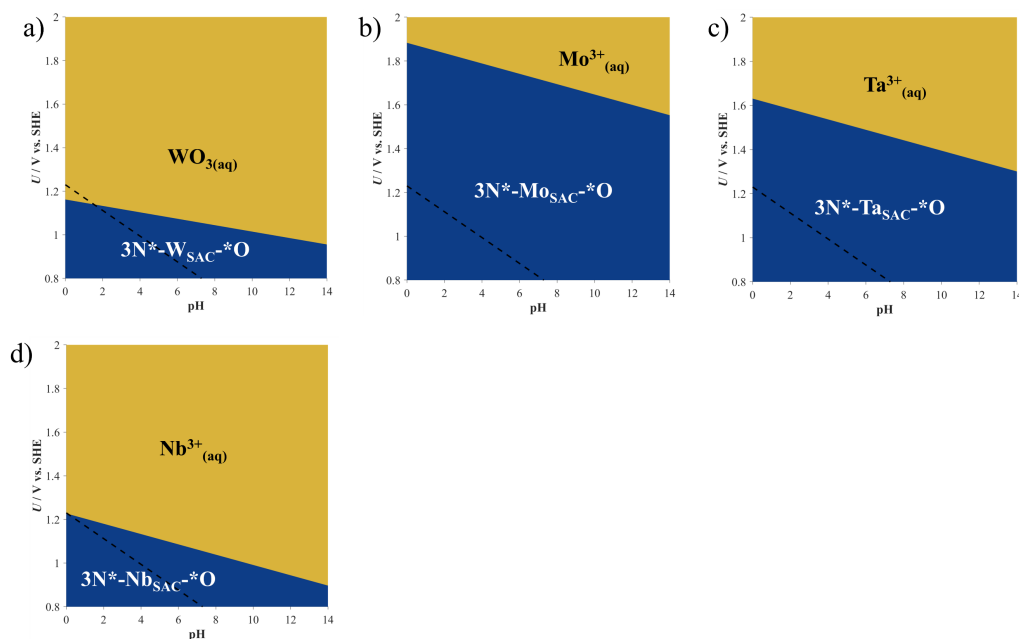 a)
2
1.8
1.6
1.4
1.2
1
0.8
U / V vs. SHE
WO3(aq)
3N*-WSAC-*O
0 2 4 6 8 10 12 14
pH
b)
2
1.8
1.6
1.4
1.2
1
0.8
U / V vs. SHE
Mo3+(aq)
3N*-MoSAC-*O
0 2 4 6 8 10 12 14
pH
c)
2
1.8
1.6
1.4
1.2
1
0.8
U / V vs. SHE
Ta3+(aq)
3N*-TaSAC-*O
0 2 4 6 8 10 12 14
pH
d)
2
1.8
1.6
1.4
1.2
1
0.8
U / V vs. SHE
Nb3+(aq)
3N*-NbSAC-*O
0 2 4 6 8 10 12 14
pH